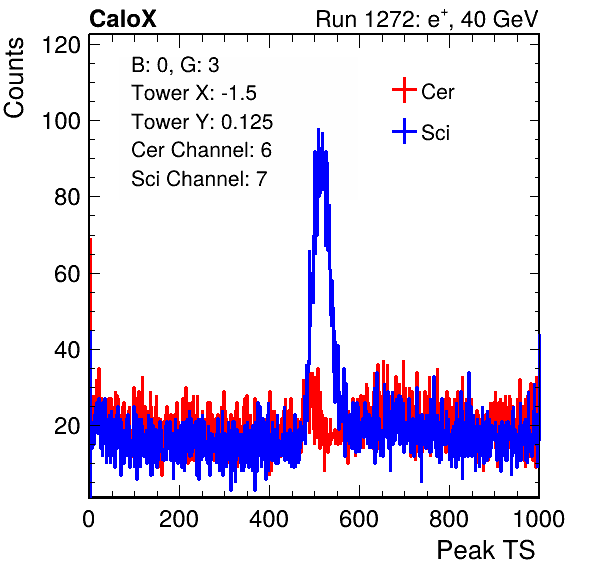 CaloX Run 1272: e⁺, 40 GeV
Counts
B: 0, G: 3
Tower X: -1.5
Tower Y: 0.125
Cer Channel: 6
Sci Channel: 7
Cer
Sci
120
100
80
60
40
20
0 200 400 600 800 1000
Peak TS